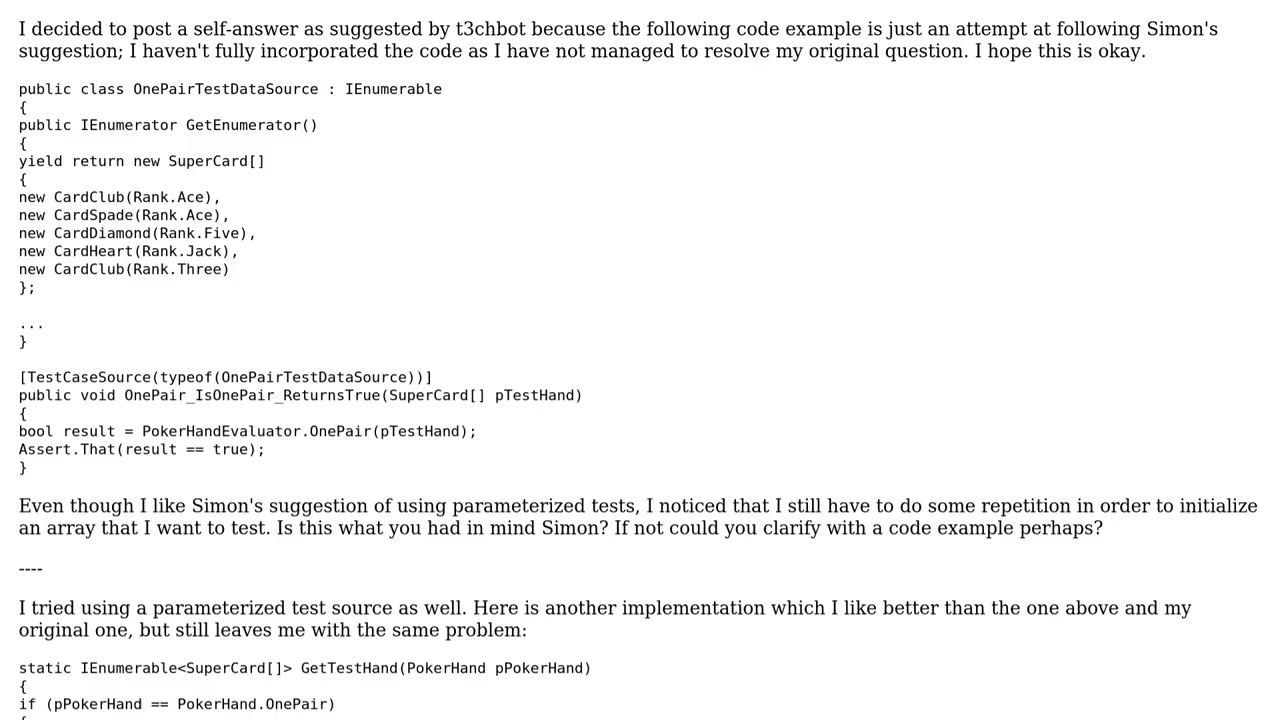 I decided to post a self-answer as suggested by t3chbot because the following code example is just an attempt at following Simon's
suggestion; I haven't fully incorporated the code as I have not managed to resolve my original question. I hope this is okay.
public class OnePairTestDataSource : IEnumerable
{
public IEnumerator GetEnumerator()
{
yield return new SuperCard[]
{
new CardClub(Rank.Ace),
new CardSpade(Rank.Ace),
new CardDiamond(Rank.Five),
new CardHeart(Rank.Jack),
new CardClub(Rank.Three)
};
...
}
[TestCaseSource(typeof(OnePairTestDataSource))]
public void OnePair_IsOnePair_ReturnsTrue(SuperCard[] pTestHand)
{
bool result = PokerHandEvaluator.OnePair(pTestHand);
Assert.That(result == true);
}
Even though I like Simon's suggestion of using parameterized tests, I noticed that I still have to do some repetition in order to initialize
an array that I want to test. Is this what you had in mind Simon? If not could you clarify with a code example perhaps?
----
I tried using a parameterized test source as well. Here is another implementation which I like better than the one above and my
original one, but still leaves me with the same problem:
static IEnumerable<SuperCard[]> GetTestHand(PokerHand pPokerHand)
{
if (pPokerHand == PokerHand.OnePair)
{